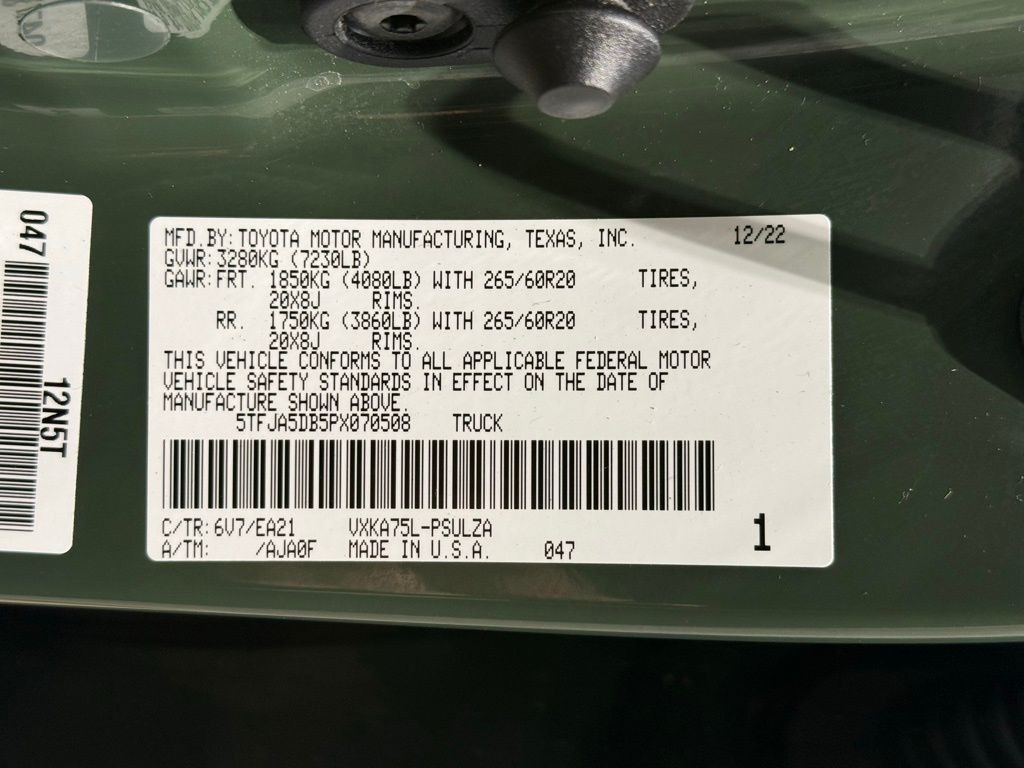 047
12N5T
MFD.BY:TOYOTA MOTOR MANUFACTURING, TEXAS, INC. 12/22
GVWR:3280KG (7230LB)
GAWR:FRT. 1850KG (4080LB) WITH 265/60R20 TIRES,
20X8J RIMS.
RR. 1750KG (3860LB) WITH 265/60R20 TIRES,
20X8J RIMS.
THIS VEHICLE CONFORMS TO ALL APPLICABLE FEDERAL MOTOR
VEHICLE SAFETY STANDARDS IN EFFECT ON THE DATE OF
MANUFACTURE SHOWN ABOVE.
5TFJA5DB5PX070508 TRUCK
C/TR:6V7/EA21 VXKA75L-PSULZA
A/TM: /AJA0F MADE IN U.S.A. 047
1